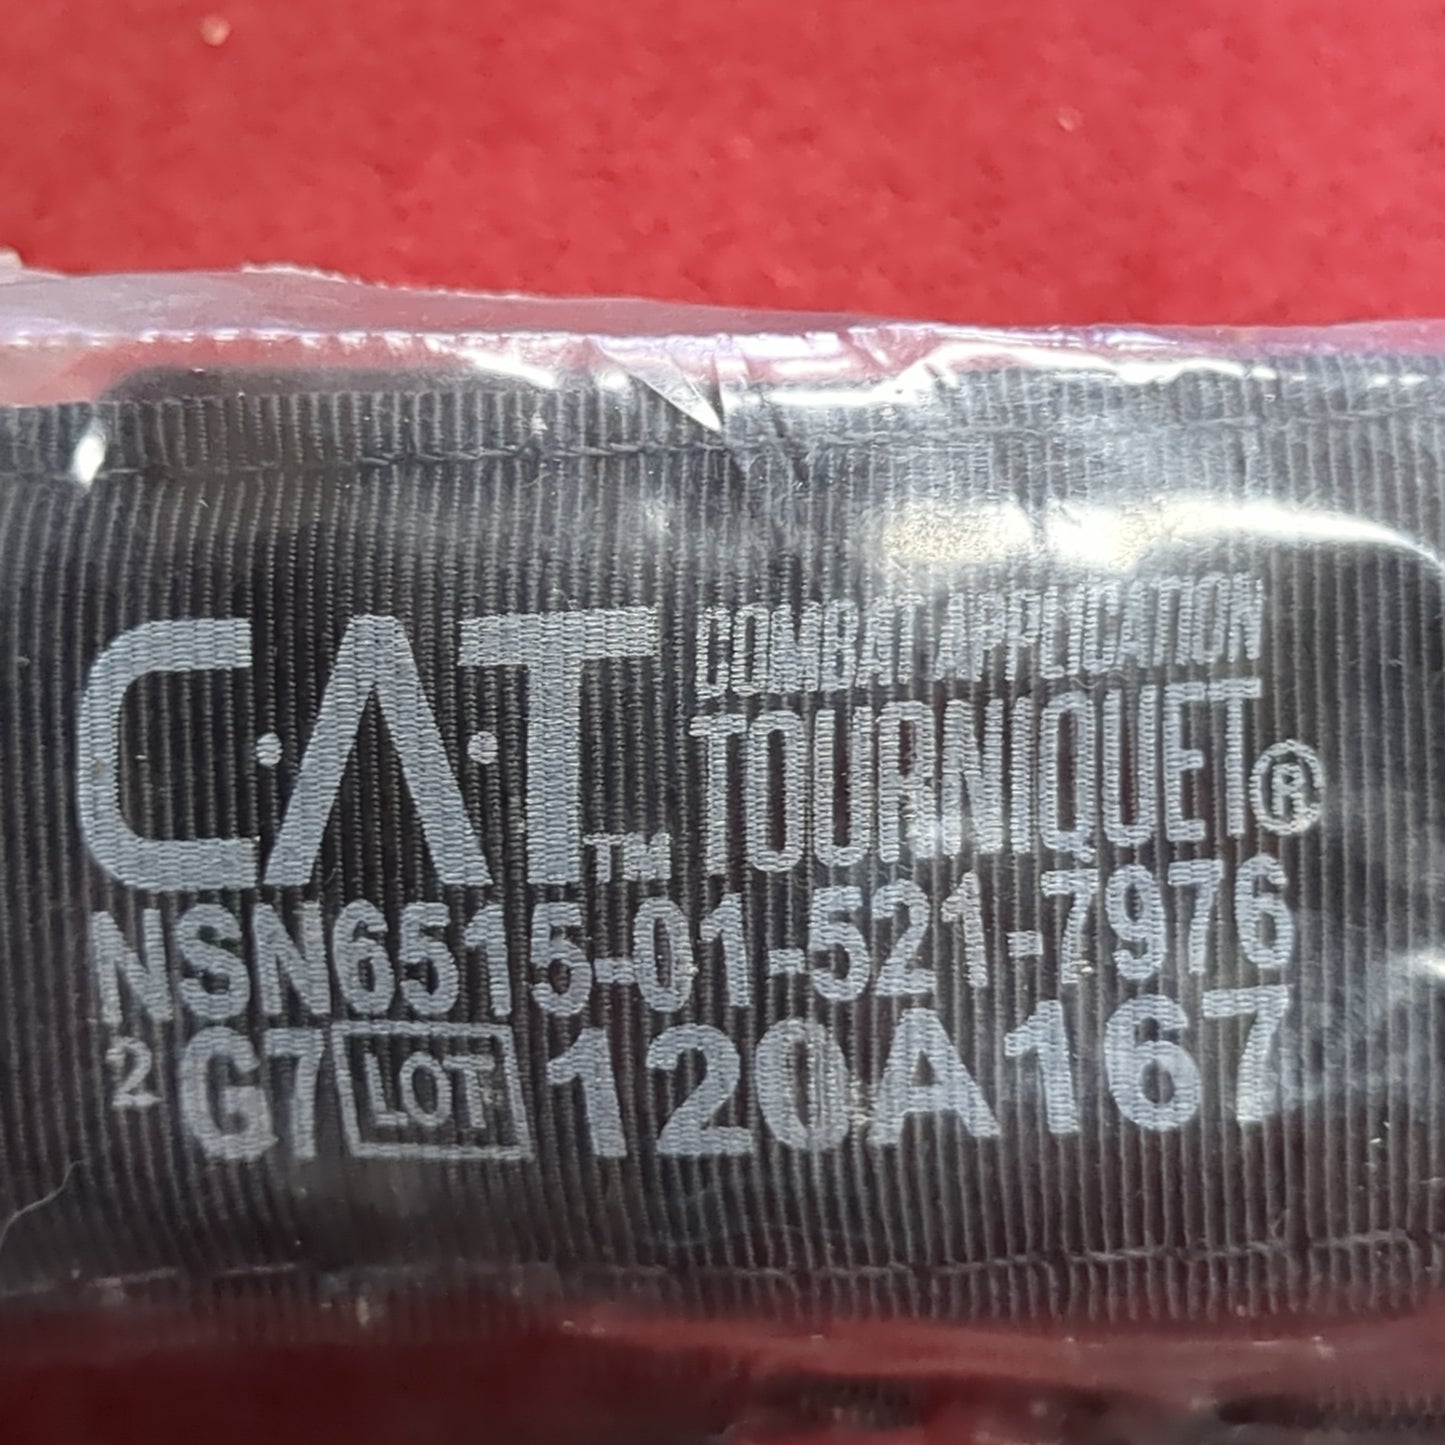 C·A·T™ COMBAT APPLICATION
TOURNIQUET®
NSN6515-01-521-7976
2 G7 LOT 120A167